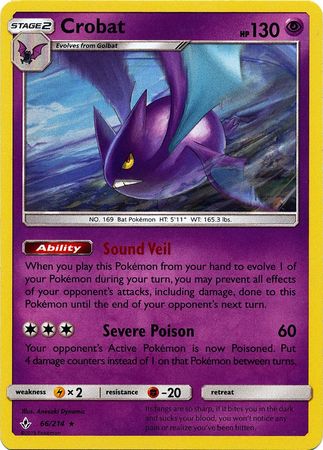 STAGE2 Crobat HP 130
Evolves from Golbat
NO. 169 Bat Pokémon HT: 5'11" WT: 165.3 lbs.
Ability Sound Veil
When you play this Pokémon from your hand to evolve 1 of
your Pokémon during your turn, you may prevent all effects
of your opponent's attacks, including damage, done to this
Pokémon until the end of your opponent's next turn.
Severe Poison 60
Your opponent's Active Pokémon is now Poisoned. Put
4 damage counters instead of 1 on that Pokémon between turns.
weakness ×2 resistance -20 retreat
Illus. Anesaki Dynamic
66/214 ★
©2019 Pokémon
Its fangs are so sharp, if it bites you in the dark
and sucks your blood, you won't notice any
pain or realize you've been bitten.